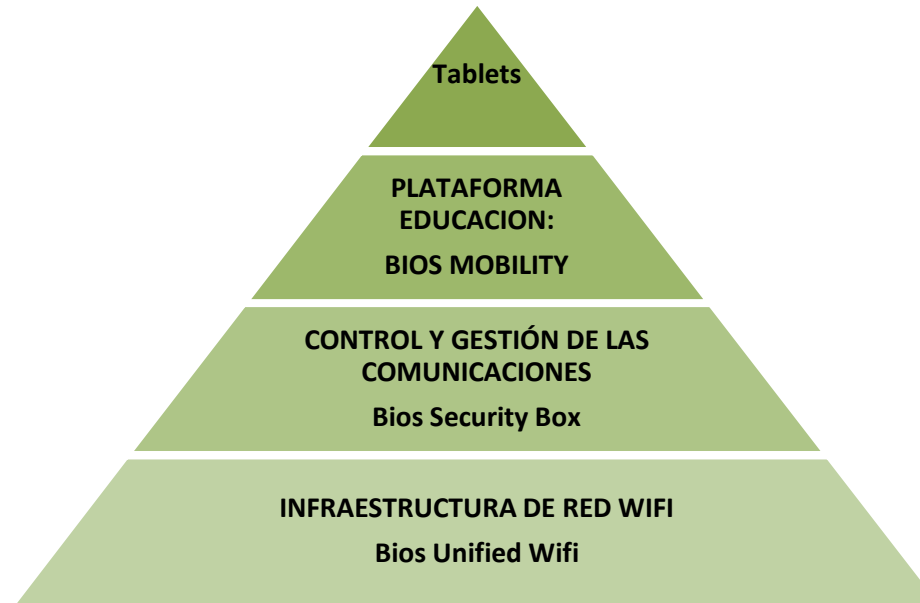 Tablets
PLATAFORMA
EDUCACION:
BIOS MOBILITY
CONTROL Y GESTIÓN DE LAS
COMUNICACIONES
Bios Security Box
INFRAESTRUCTURA DE RED WIFI
Bios Unified Wifi